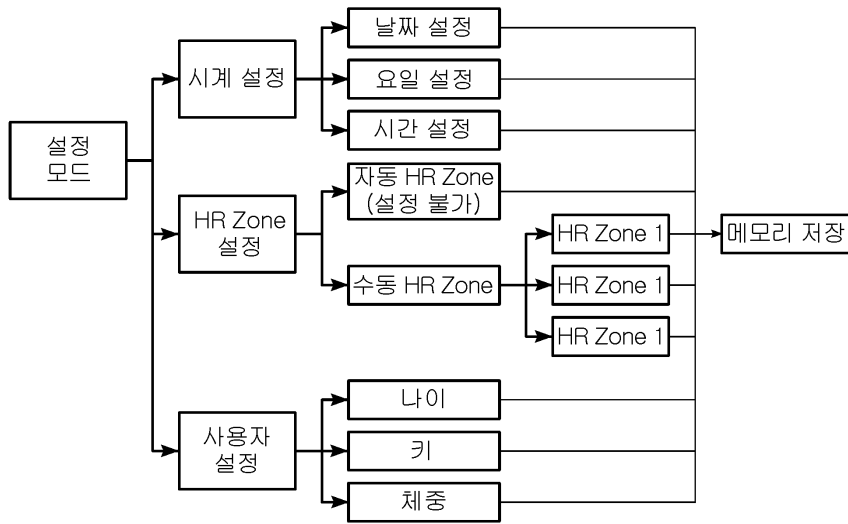 설정
모드
시계 설정
날짜 설정
요일 설정
시간 설정
HR Zone
설정
자동 HR Zone
(설정 불가)
수동 HR Zone
HR Zone 1
HR Zone 1
HR Zone 1
메모리 저장
사용자
설정
나이
키
체중